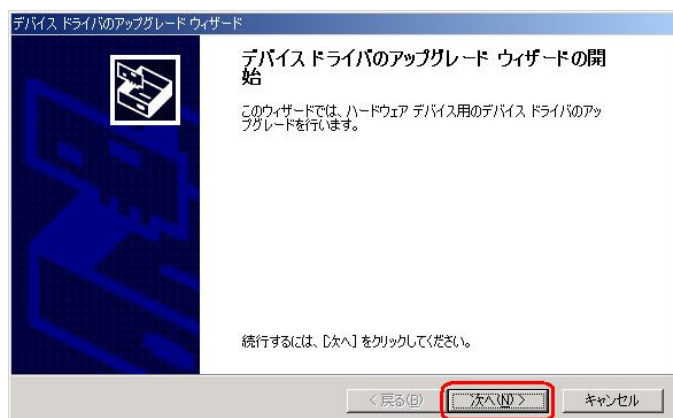 デバイス ドライバのアップグレード ウィザード
デバイス ドライバのアップグレード ウィザードの開
始
このウィザードでは、ハードウェア デバイス用のデバイス ドライバのアッ
プグレードを行います。
続行するには、[次へ] をクリックしてください。
< 戻る(B)
次へ(N) >
キャンセル